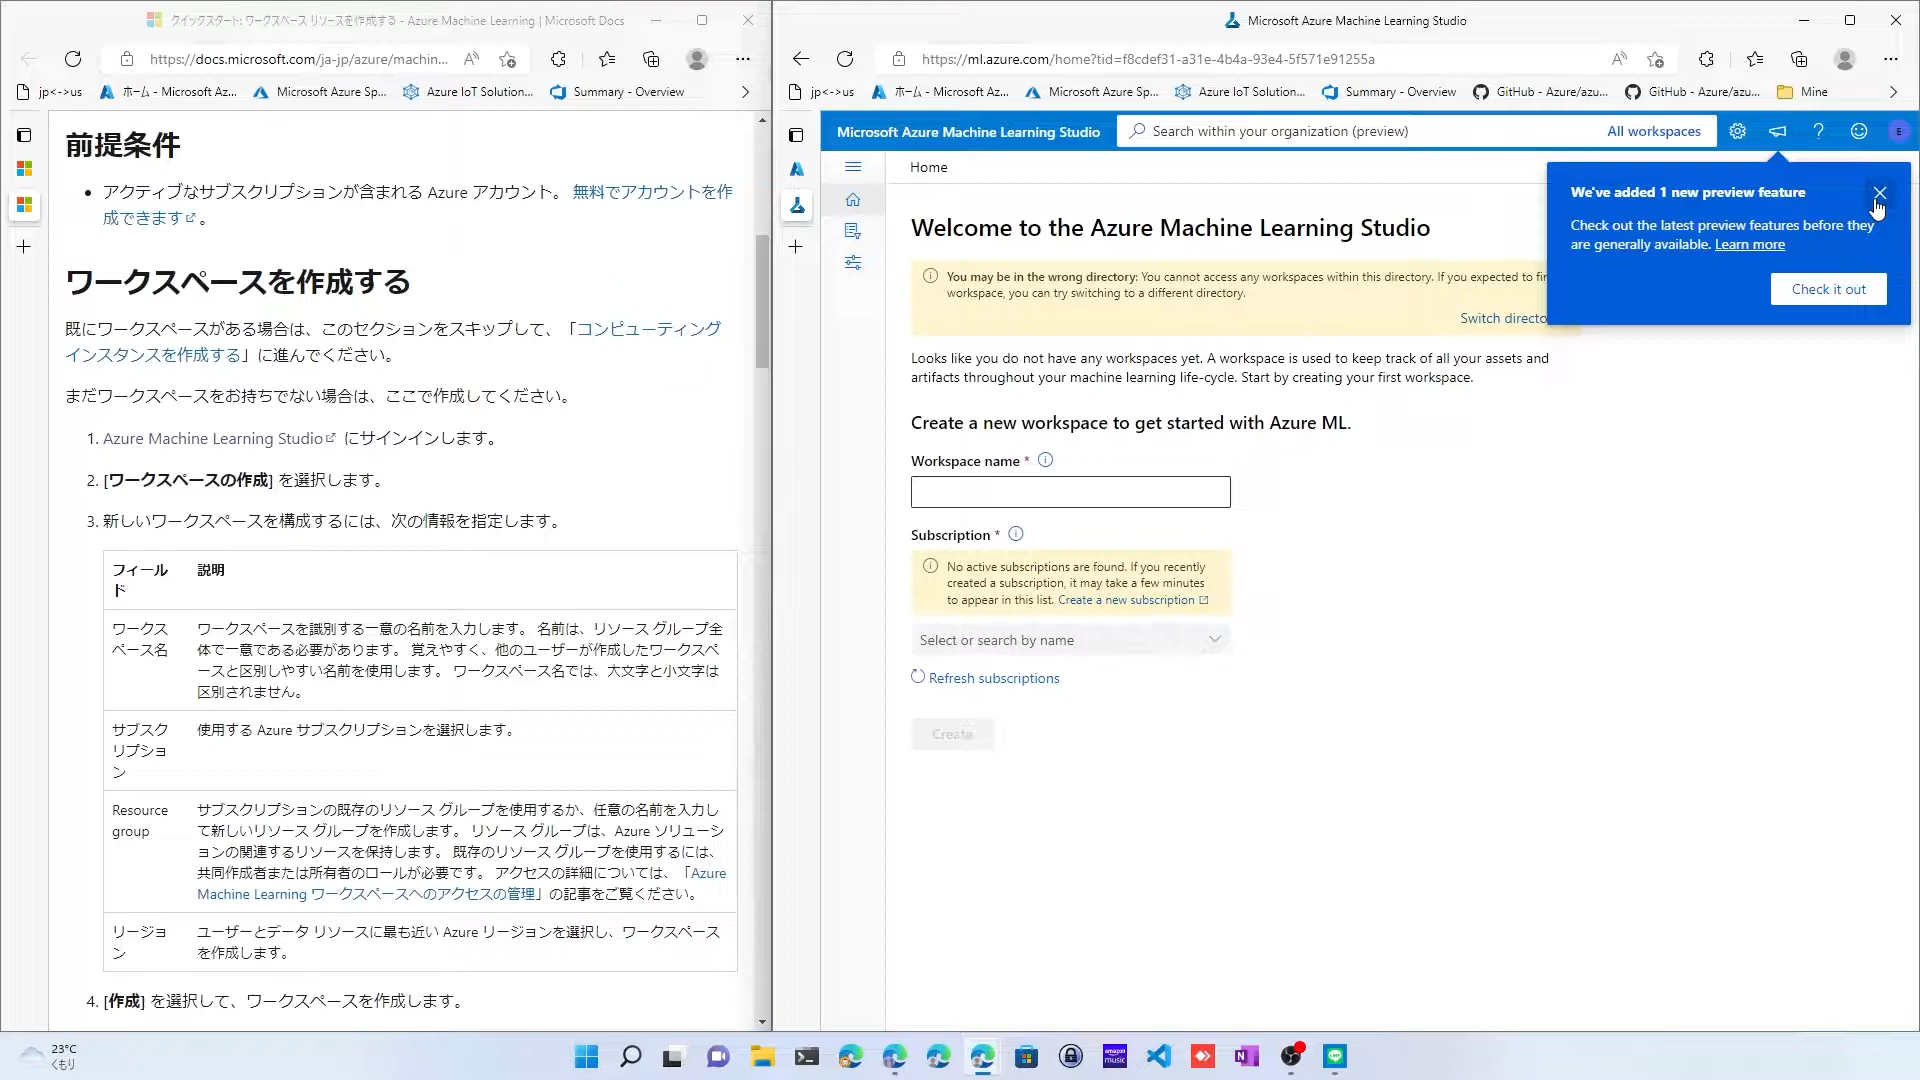 クイックスタート: ワークスペース リソースを作成する - Azure Machine Learning | Microsoft Docs
https://docs.microsoft.com/ja-jp/azure/machin...
jp<->us
ホーム - Microsoft Az...
Microsoft Azure Sp...
Azure IoT Solution...
Summary - Overview
前提条件
アクティブなサブスクリプションが含まれる Azure アカウント。 無料でアカウントを作
成できます 。
ワークスペースを作成する
既にワークスペースがある場合は、このセクションをスキップして、「コンピューティング
インスタンスを作成する」に進んでください。
まだワークスペースをお持ちでない場合は、ここで作成してください。
1. Azure Machine Learning Studio にサインインします。
2. [ワークスペースの作成] を選択します。
3. 新しいワークスペースを構成するには、次の情報を指定します。
フィール
ド
説明
ワークス
ペース名
ワークスペースを識別する一意の名前を入力します。 名前は、リソース グループ全
体で一意である必要があります。 覚えやすく、他のユーザーが作成したワークスペ
ースと区別しやすい名前を使用します。 ワークスペース名では、大文字と小文字は
区別されません。
サブスク
リプショ
ン
使用する Azure サブスクリプションを選択します。
Resource
group
サブスクリプションの既存のリソース グループを使用するか、任意の名前を入力し
て新しいリソース グループを作成します。 リソース グループは、Azure ソリューシ
ョンの関連するリソースを保持します。 既存のリソース グループを使用するには、
共同作成者または所有者のロールが必要です。 アクセスの詳細については、「Azure
Machine Learning ワークスペースへのアクセスの管理」の記事をご覧ください。
リージョ
ン
ユーザーとデータ リソースに最も近い Azure リージョンを選択し、ワークスペース
を作成します。
4. [作成] を選択して、ワークスペースを作成します。
Microsoft Azure Machine Learning Studio
https://ml.azure.com/home?tid=f8cdef31-a31e-4b4a-93e4-5f571e91255a
jp<->us
ホーム - Microsoft Az...
Microsoft Azure Sp...
Azure IoT Solution...
Summary - Overview
GitHub - Azure/azu...
GitHub - Azure/azu...
Mine
Microsoft Azure Machine Learning Studio
Search within your organization (preview)
All workspaces
E
Home
We've added 1 new preview feature
Check out the latest preview features before they
are generally available. Learn more
Check it out
Welcome to the Azure Machine Learning Studio
You may be in the wrong directory: You cannot access any workspaces within this directory. If you expected to fi
workspace, you can try switching to a different directory.
Switch directo
Looks like you do not have any workspaces yet. A workspace is used to keep track of all your assets and
artifacts throughout your machine learning life-cycle. Start by creating your first workspace.
Create a new workspace to get started with Azure ML.
Workspace name *
Subscription *
No active subscriptions are found. If you recently
created a subscription, it may take a few minutes
to appear in this list. Create a new subscription
Select or search by name
Refresh subscriptions
Create
23°C
くもり
amazon
music